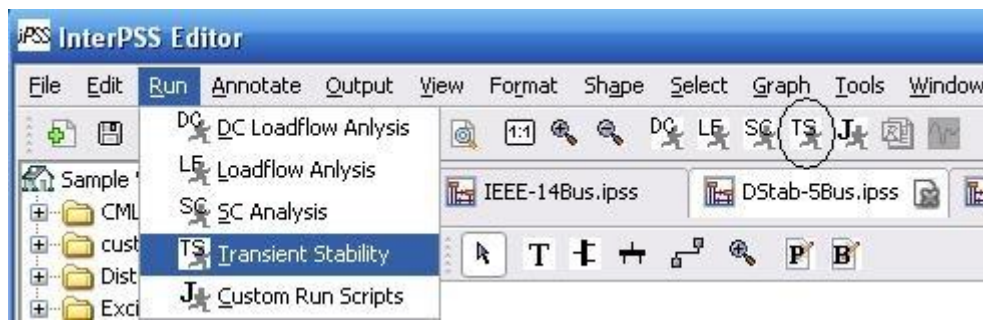 iPSS InterPSS Editor
File Edit Run Annotate Output View Format Shape Select Graph Tools Window
DC DC Loadflow Anlysis
1:1 DC LF SC TS J
LF Loadflow Anlysis
Sample
IEEE-14Bus.ipss DStab-5Bus.ipss
CML
SC SC Analysis
cust
TS Transient Stability
T P B
Dist
J Custom Run Scripts
Exci